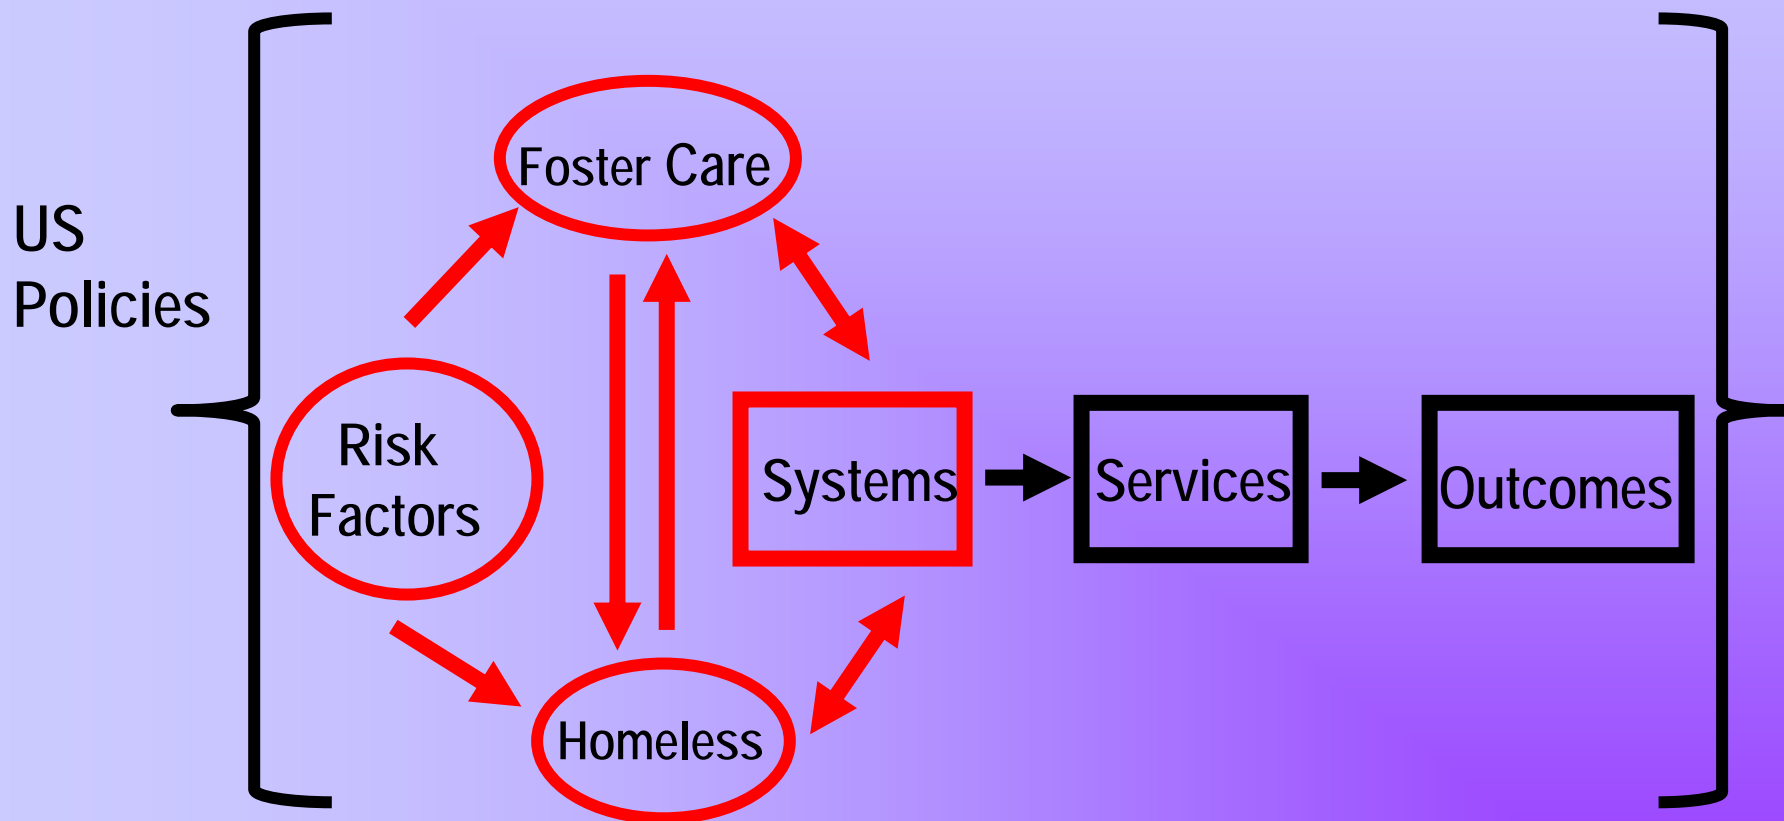 US
Policies
Foster Care
Risk
Factors
Systems
Services
Outcomes
Homeless